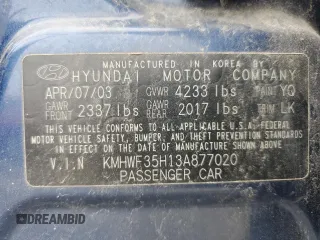 MANUFACTURED IN KOREA BY
HYUNDAI MOTOR COMPANY
APR/07/03 GVWR 4233 lbs PAINT YQ
GAWR FRONT 2337 lbs GAWR REAR 2017 lbs TRIM LK
THIS VEHICLE CONFORMS TO ALL APPLICABLE FEDERAL
MOTOR VEHICLE SAFETY, BUMPER, AND THEFT PREVENTION STANDARDS
IN EFFECT ON THE DATE OF MANUFACTURE SHOWN ABOVE.
V.I.N KMHWF35H13A877020
PASSENGER CAR
DREAMBID